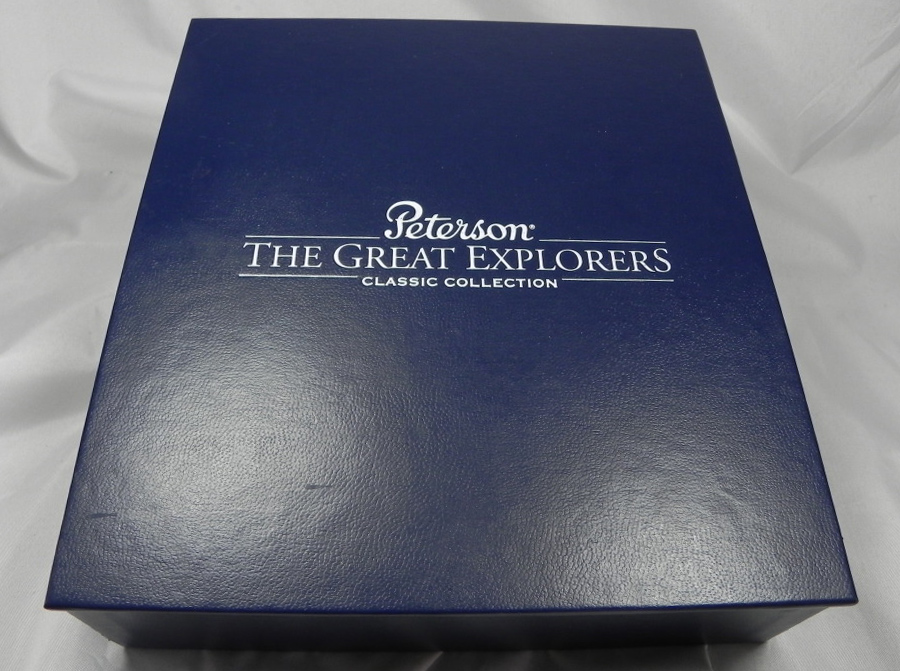 Peterson®
THE GREAT EXPLORERS
CLASSIC COLLECTION